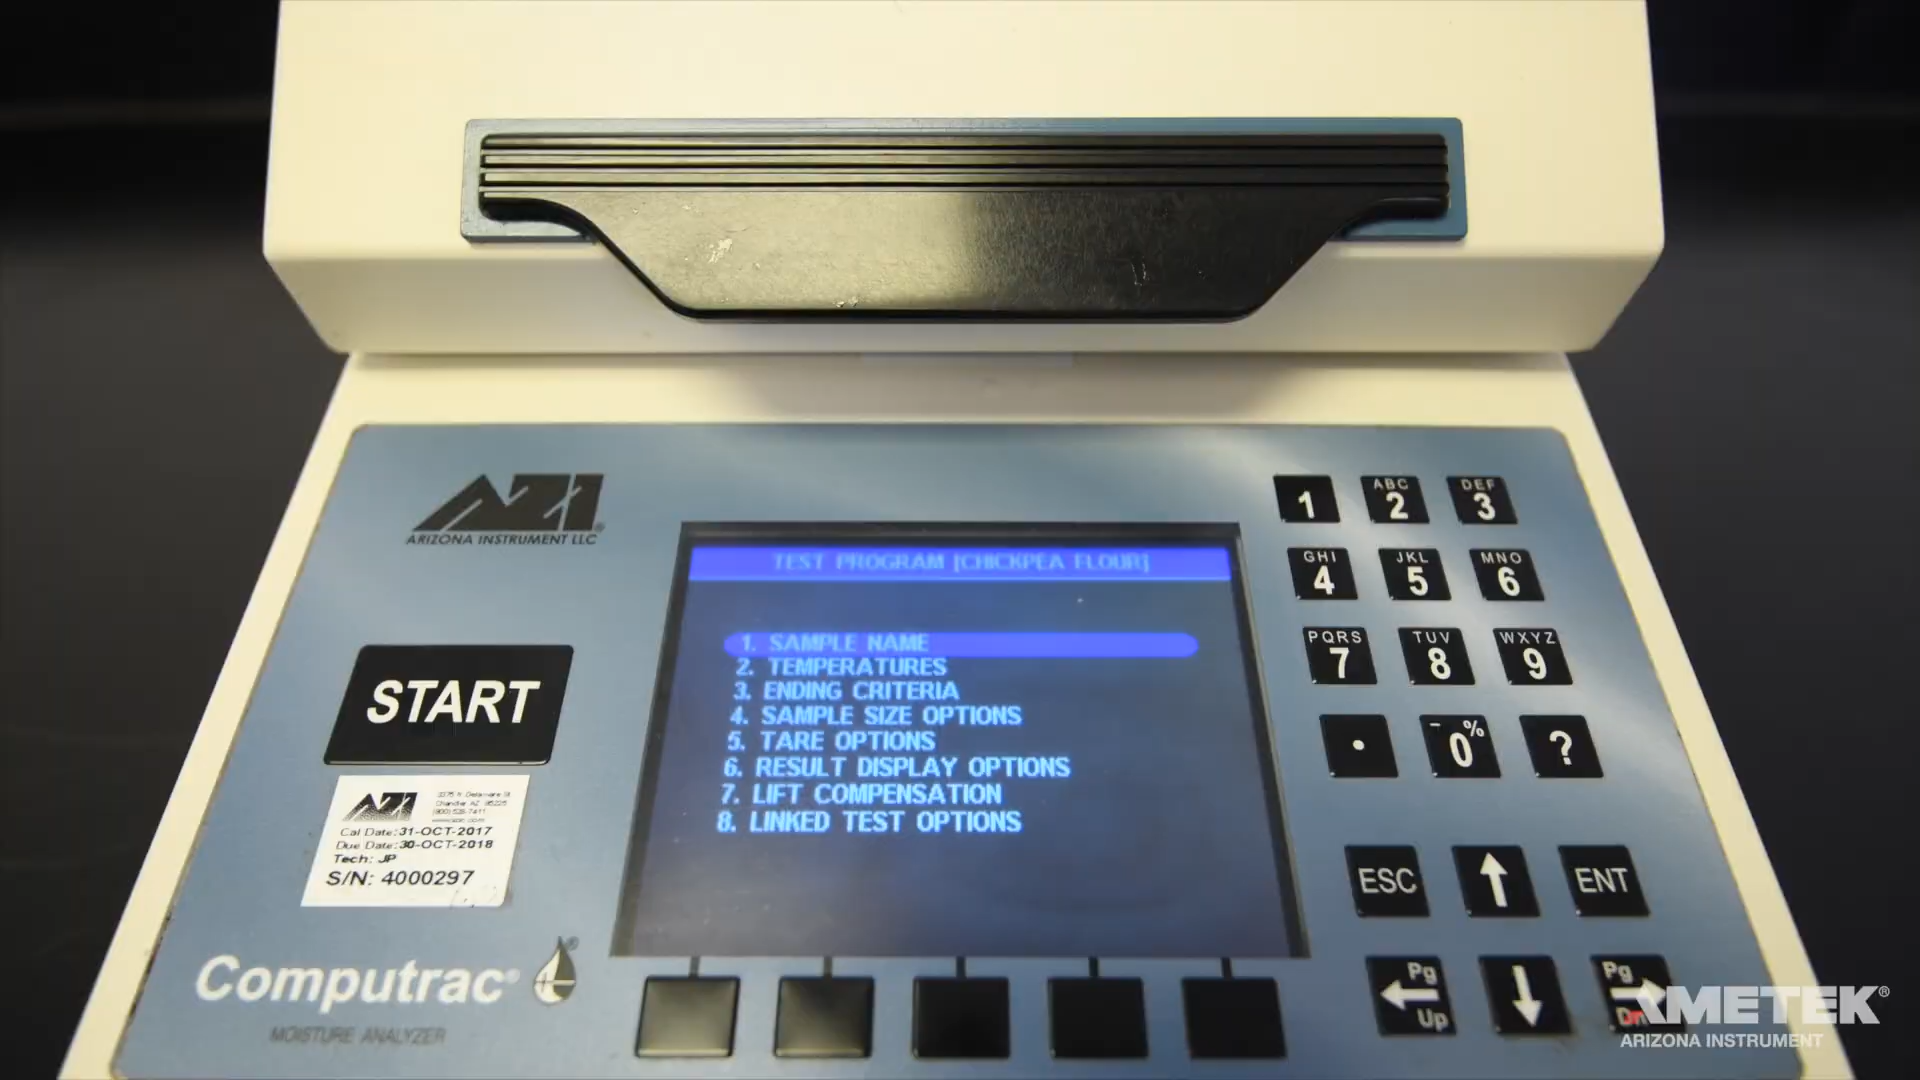 AZI®
ARIZONA INSTRUMENT LLC
TEST PROGRAM [CHICKPEA FLOUR]
1. SAMPLE NAME
2. TEMPERATURES
3. ENDING CRITERIA
4. SAMPLE SIZE OPTIONS
5. TARE OPTIONS
6. RESULT DISPLAY OPTIONS
7. LIFT COMPENSATION
8. LINKED TEST OPTIONS
START
AZI
Cal Date: 31-OCT-2017
Due Date: 30-OCT-2018
Tech: JP
S/N: 4000297
Computrac®
MOISTURE ANALYZER
1
ABC 2
DEF 3
GHI 4
JKL 5
MNO 6
PQRS 7
TUV 8
WXYZ 9
.
- 0 %
?
ESC
ENT
Pg Up
Pg Dn
AMETEK®
ARIZONA INSTRUMENT